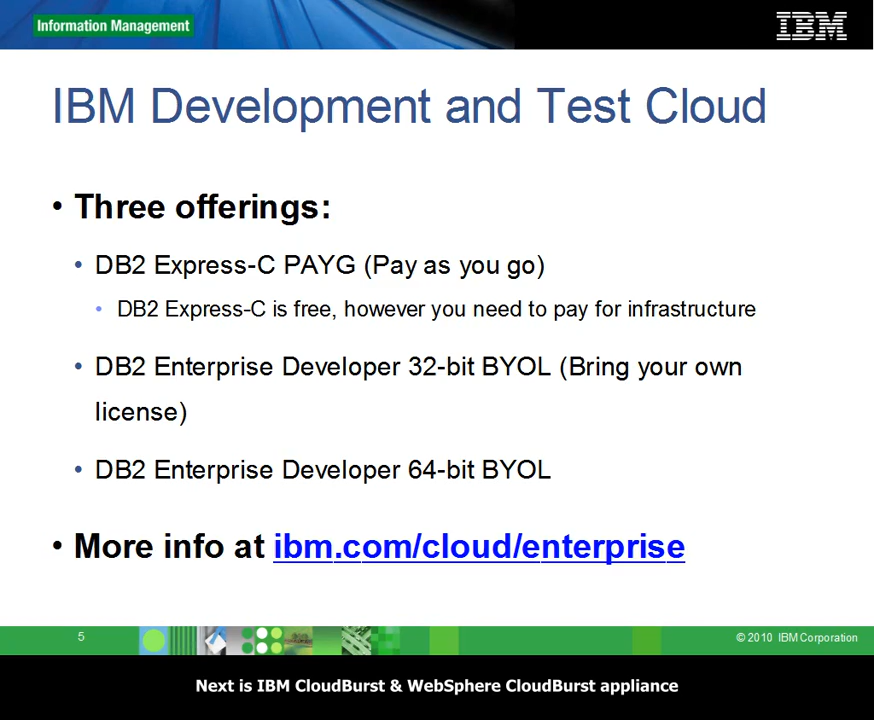 Information Management
IBM
IBM Development and Test Cloud
• Three offerings:
• DB2 Express-C PAYG (Pay as you go)
• DB2 Express-C is free, however you need to pay for infrastructure
• DB2 Enterprise Developer 32-bit BYOL (Bring your own
license)
• DB2 Enterprise Developer 64-bit BYOL
• More info at ibm.com/cloud/enterprise
5
© 2010 IBM Corporation
Next is IBM CloudBurst & WebSphere CloudBurst appliance